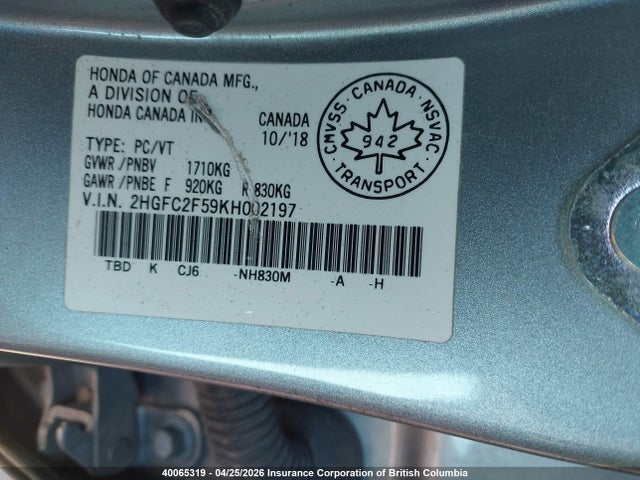 HONDA OF CANADA MFG.,
A DIVISION OF
HONDA CANADA IN
CANADA
10/'18
TYPE: PC/VT
GVWR /PNBV 1710KG
GAWR /PNBE F 920KG R 830KG
V.I.N. 2HGFC2F59KH002197
TBD K CJ6 -NH830M -A -H
CMVSS · CANADA · NSVAC
942
TRANSPORT
40065319 - 04/25/2026 Insurance Corporation of British Columbia